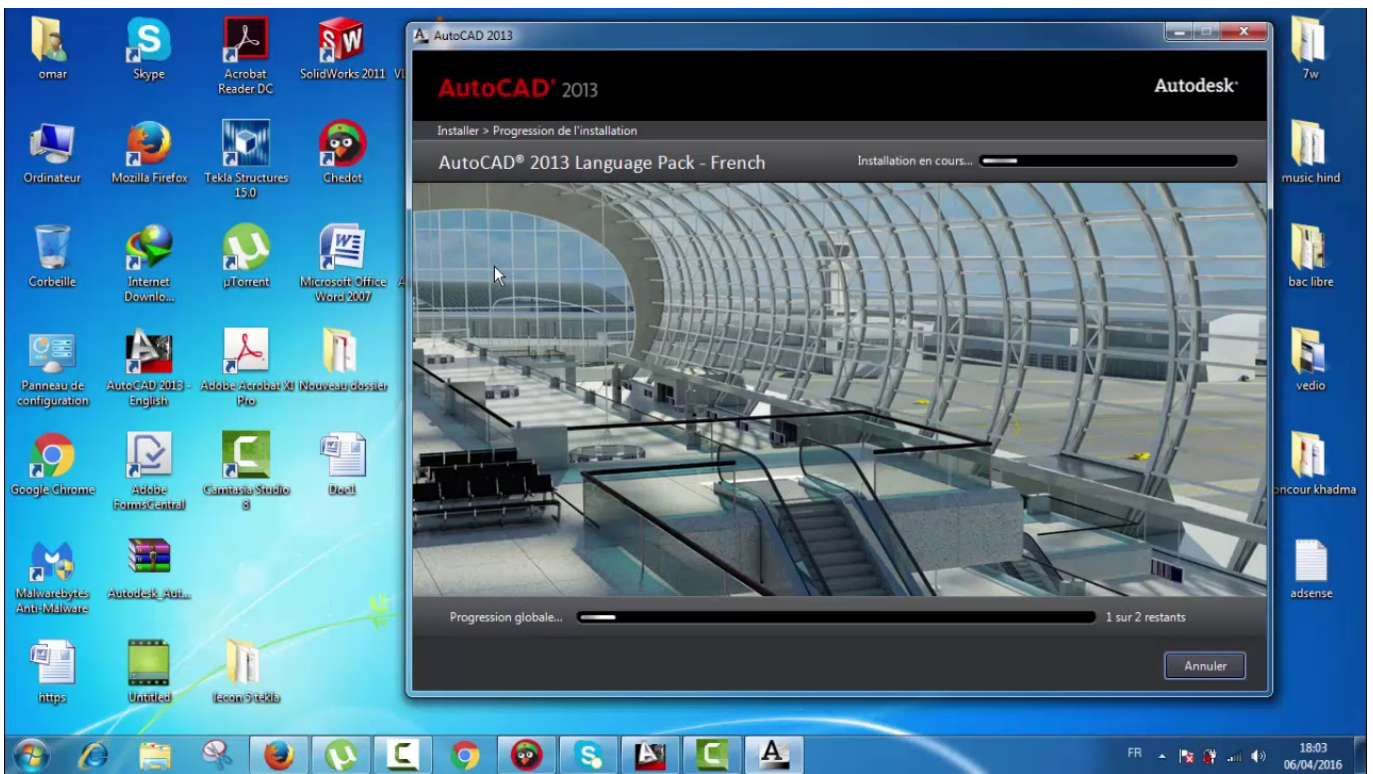 omar
Skype
Acrobat
Reader DC
SolidWorks 2011
Ordinateur
Mozilla Firefox
Tekla Structures
15.0
Chedot
Corbeille
Internet
Downlo...
µTorrent
Microsoft Office
Word 2007
Panneau de
configuration
AutoCAD 2013 -
English
Adobe Acrobat XI
Pro
Nouveau dossier
Google Chrome
Adobe
FormsCentral
Camtasia Studio
8
Doc1
Malwarebytes
Anti-Malware
Autodesk_Aut...
https
Untitled
lecon 5 tekla
AutoCAD 2013
AutoCAD® 2013
Autodesk®
Installer > Progression de l'installation
AutoCAD® 2013 Language Pack - French
Installation en cours...
Progression globale...
1 sur 2 restants
Annuler
7w
music hind
bac libre
vedio
oncour khadma
adsense
FR
18:03
06/04/2016